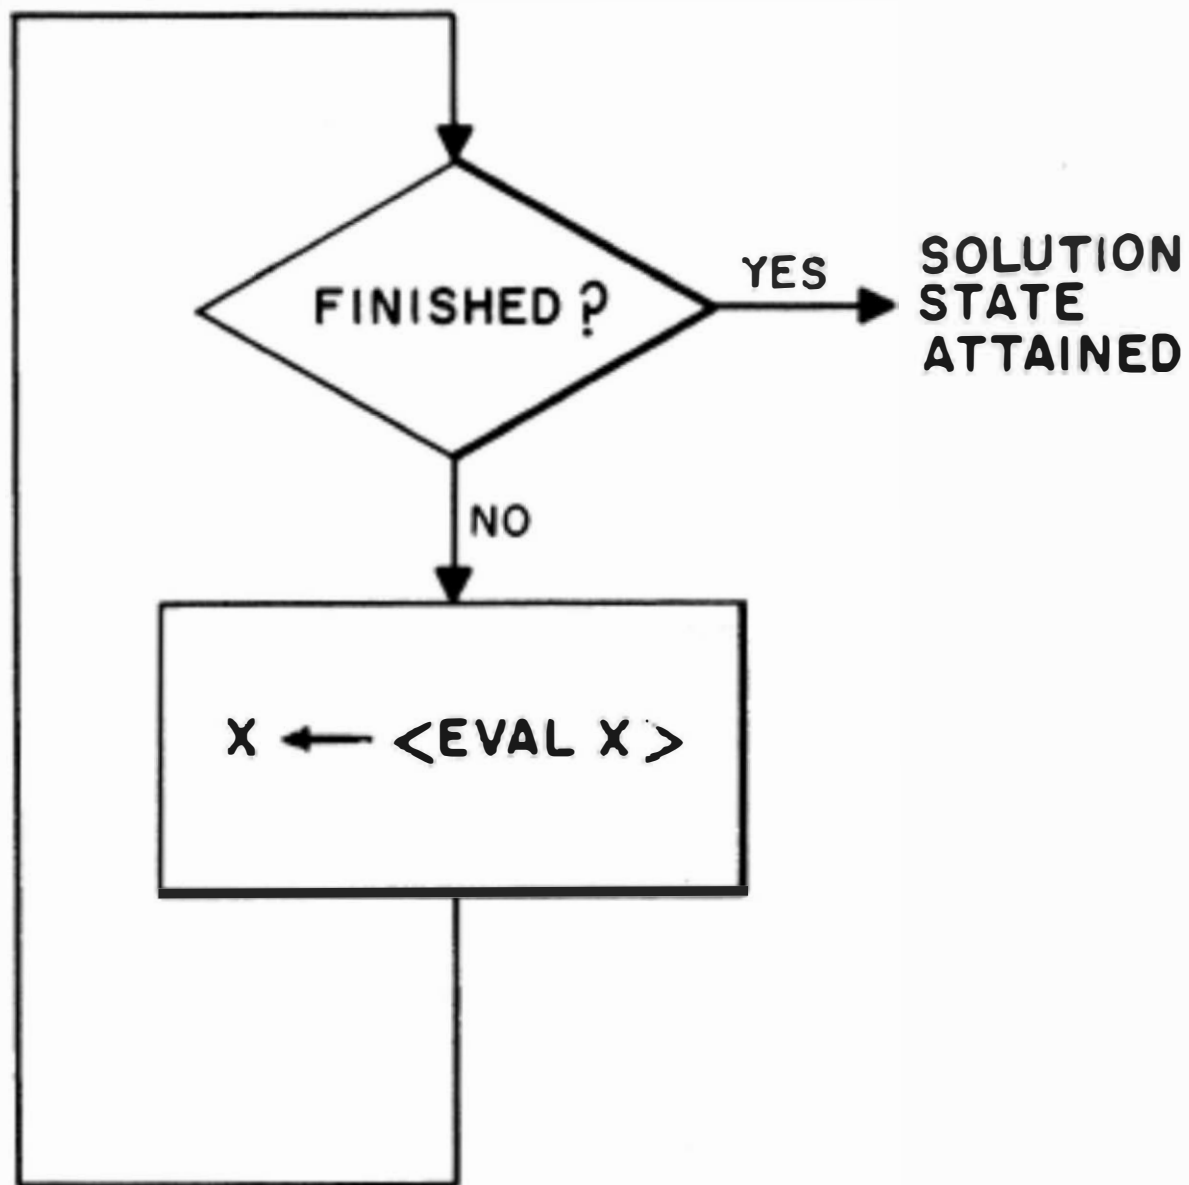 YES
SOLUTION
STATE
ATTAINED
FINISHED ?
NO
X ← <EVAL X >